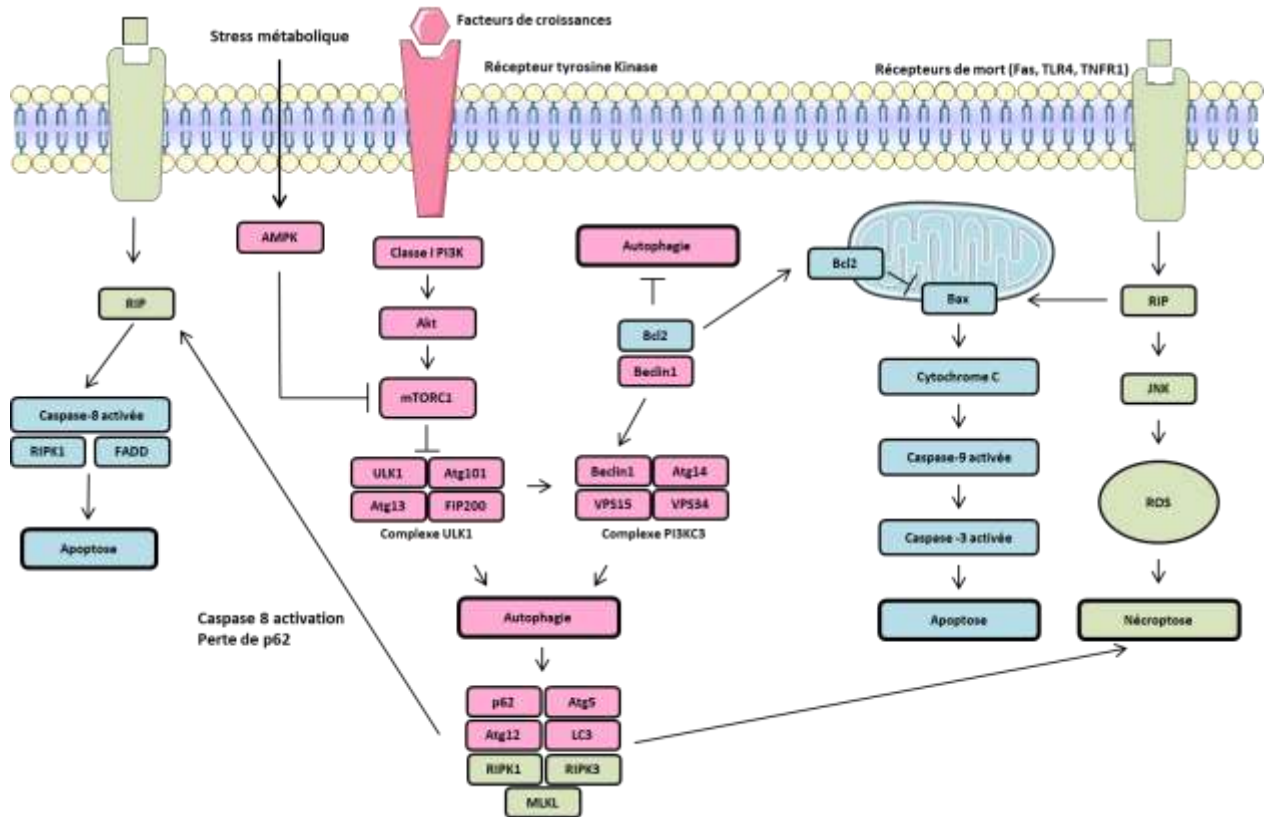 Facteurs de croissances
Stress métabolique
Récepteur tyrosine Kinase
Récepteurs de mort (Fas, TLR4, TNFR1)
AMPK
Classe I PI3K
Autophagie
Bcl2
Bax
RIP
RIP
Akt
Bcl2
Beclin1
mTORC1
Cytochrome C
JNK
Caspase-8 activée
RIPK1
FADD
ULK1
Atg101
Atg13
FIP200
Complexe ULK1
Beclin1
Atg14
VPS15
VPS34
Complexe PI3KC3
Caspase-9 activée
ROS
Apoptose
Caspase -3 activée
Caspase 8 activation
Perte de p62
Autophagie
Apoptose
Nécroptose
p62
Atg5
Atg12
LC3
RIPK1
RIPK3
MLKL